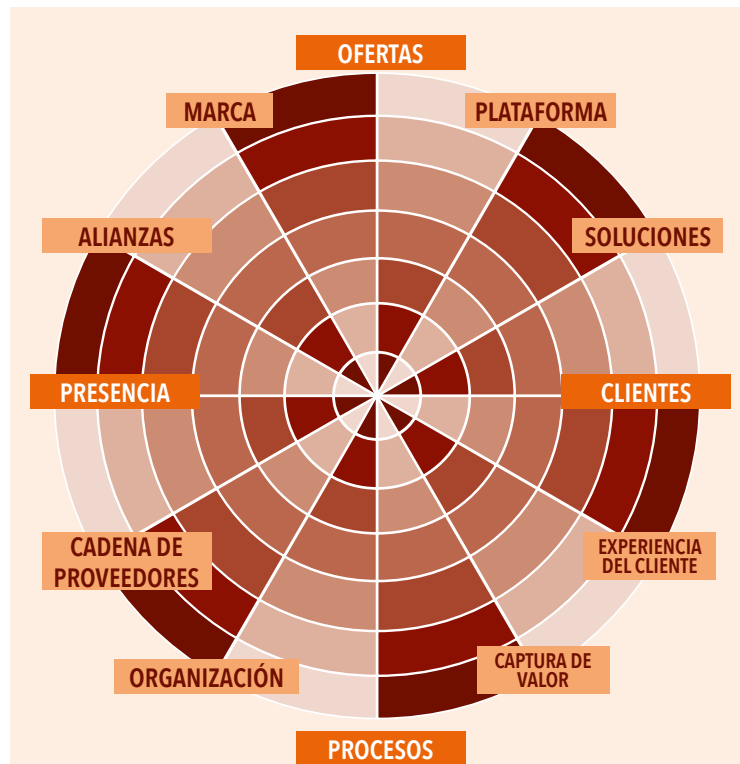 OFERTAS
MARCA
PLATAFORMA
ALIANZAS
SOLUCIONES
PRESENCIA
CLIENTES
CADENA DE
PROVEEDORES
EXPERIENCIA
DEL CLIENTE
ORGANIZACIÓN
CAPTURA DE
VALOR
PROCESOS